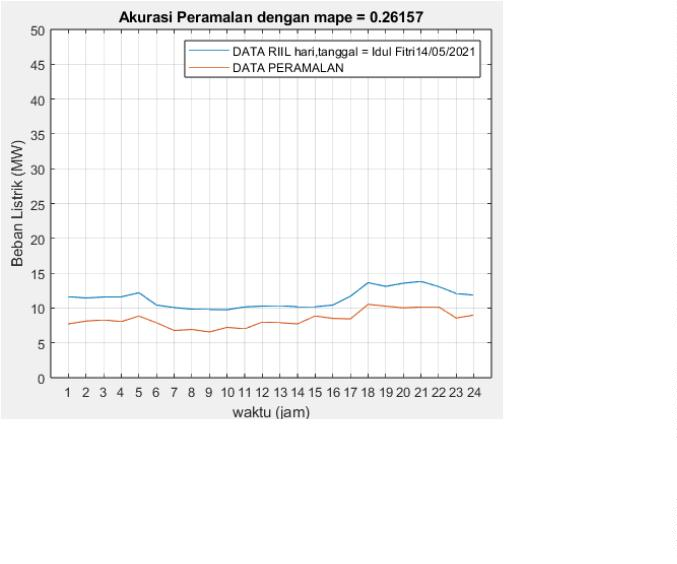 Akurasi Peramalan dengan mape = 0.26157
50
45
40
35
30
25
20
15
10
5
0
DATA RIIL hari,tanggal = Idul Fitri14/05/2021
DATA PERAMALAN
Beban Listrik (MW)
1 2 3 4 5 6 7 8 9 10 11 12 13 14 15 16 17 18 19 20 21 22 23 24
waktu (jam)